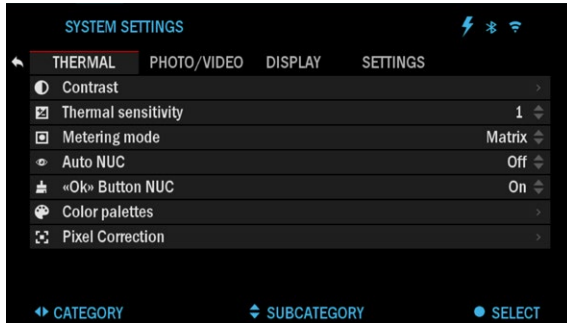 SYSTEM SETTINGS
THERMAL PHOTO/VIDEO DISPLAY SETTINGS
Contrast
Thermal sensitivity 1
Metering mode Matrix
Auto NUC Off
«Ok» Button NUC On
Color palettes
Pixel Correction
CATEGORY SUBCATEGORY SELECT